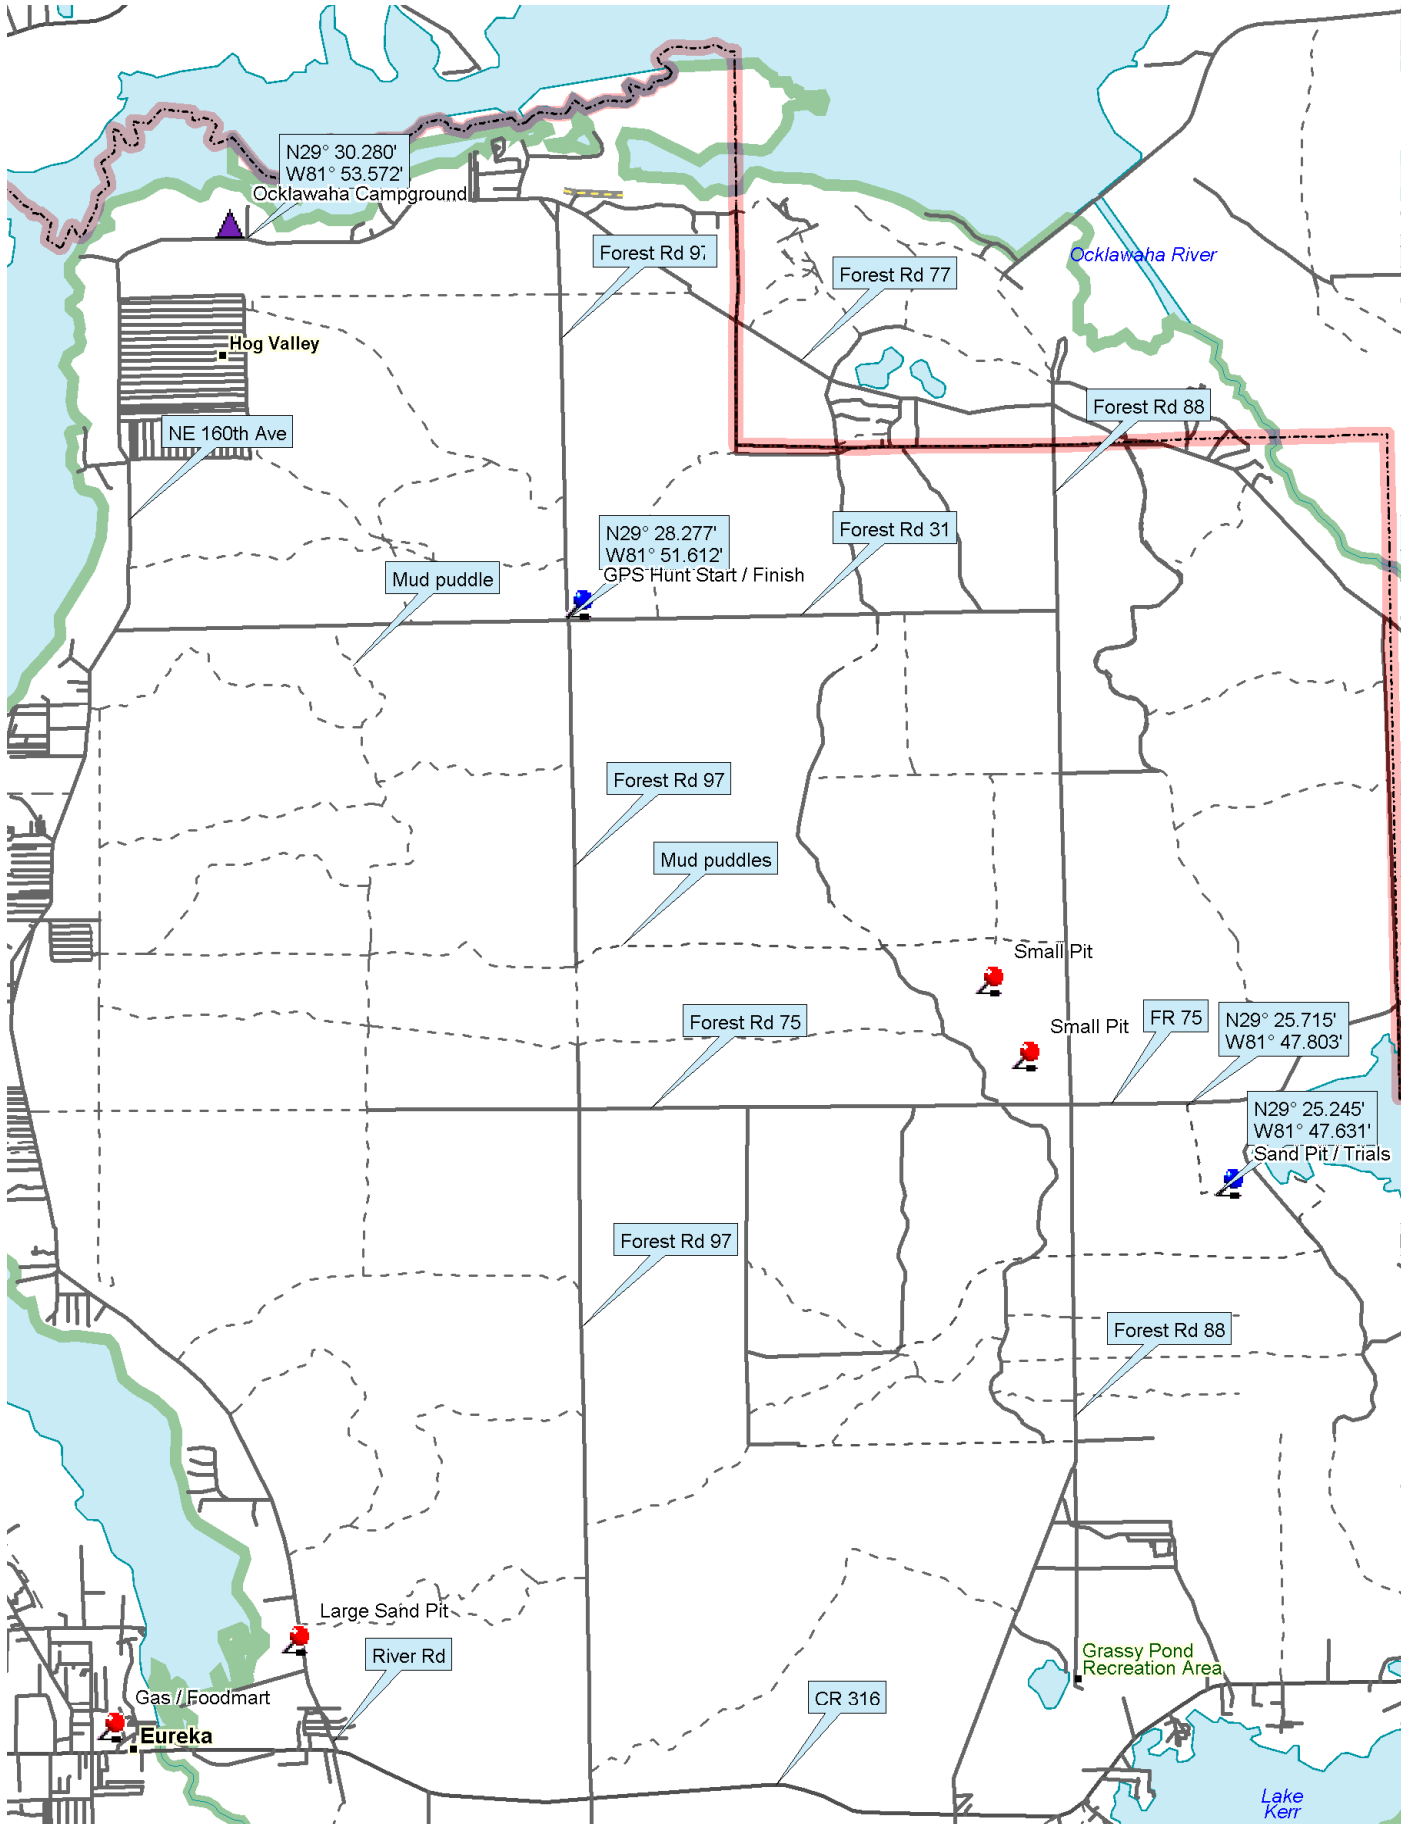 N29° 30.280'
W81° 53.572'
Ocklawaha Campground
Forest Rd 97
Ocklawaha River
Forest Rd 77
Hog Valley
Forest Rd 88
NE 160th Ave
N29° 28.277'
W81° 51.612'
GPS Hunt Start / Finish
Forest Rd 31
Mud puddle
Forest Rd 97
Mud puddles
Small Pit
Forest Rd 75
Small Pit
FR 75
N29° 25.715'
W81° 47.803'
N29° 25.245'
W81° 47.631'
Sand Pit / Trials
Forest Rd 97
Forest Rd 88
Large Sand Pit
River Rd
Grassy Pond
Recreation Area
Gas / Foodmart
CR 316
Eureka
Lake
Kerr